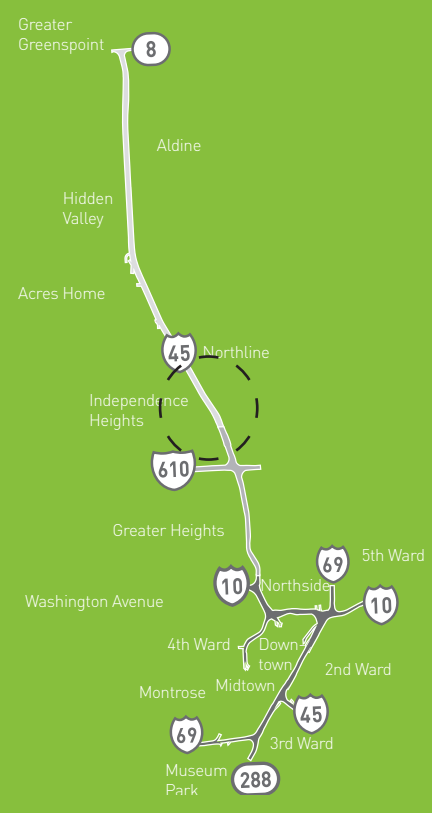 Greater
Greenspoint
8
Aldine
Hidden
Valley
Acres Home
45
Northline
Independence
Heights
610
Greater Heights
69
5th Ward
10
Northside
10
Washington Avenue
4th Ward
Down-
town
2nd Ward
Midtown
Montrose
45
69
3rd Ward
Museum
Park
288